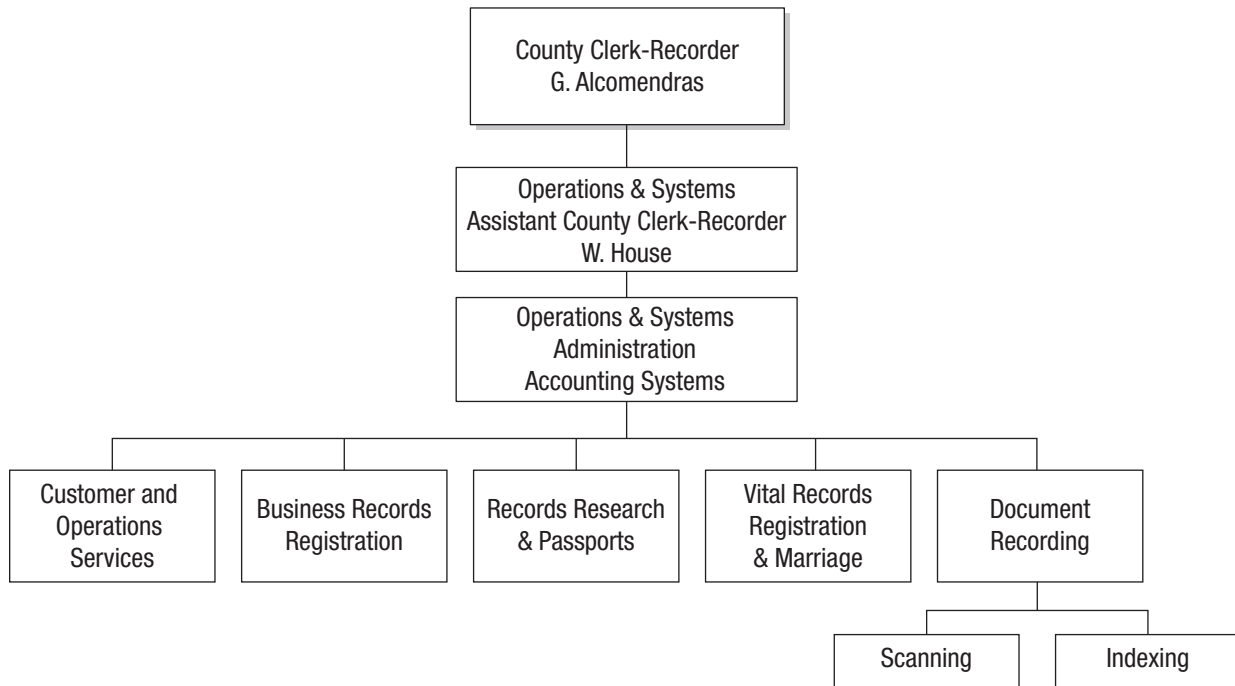 County Clerk-Recorder
G. Alcomendras
Operations & Systems
Assistant County Clerk-Recorder
W. House
Operations & Systems
Administration
Accounting Systems
Customer and
Operations
Services
Business Records
Registration
Records Research
& Passports
Vital Records
Registration
& Marriage
Document
Recording
Scanning
Indexing